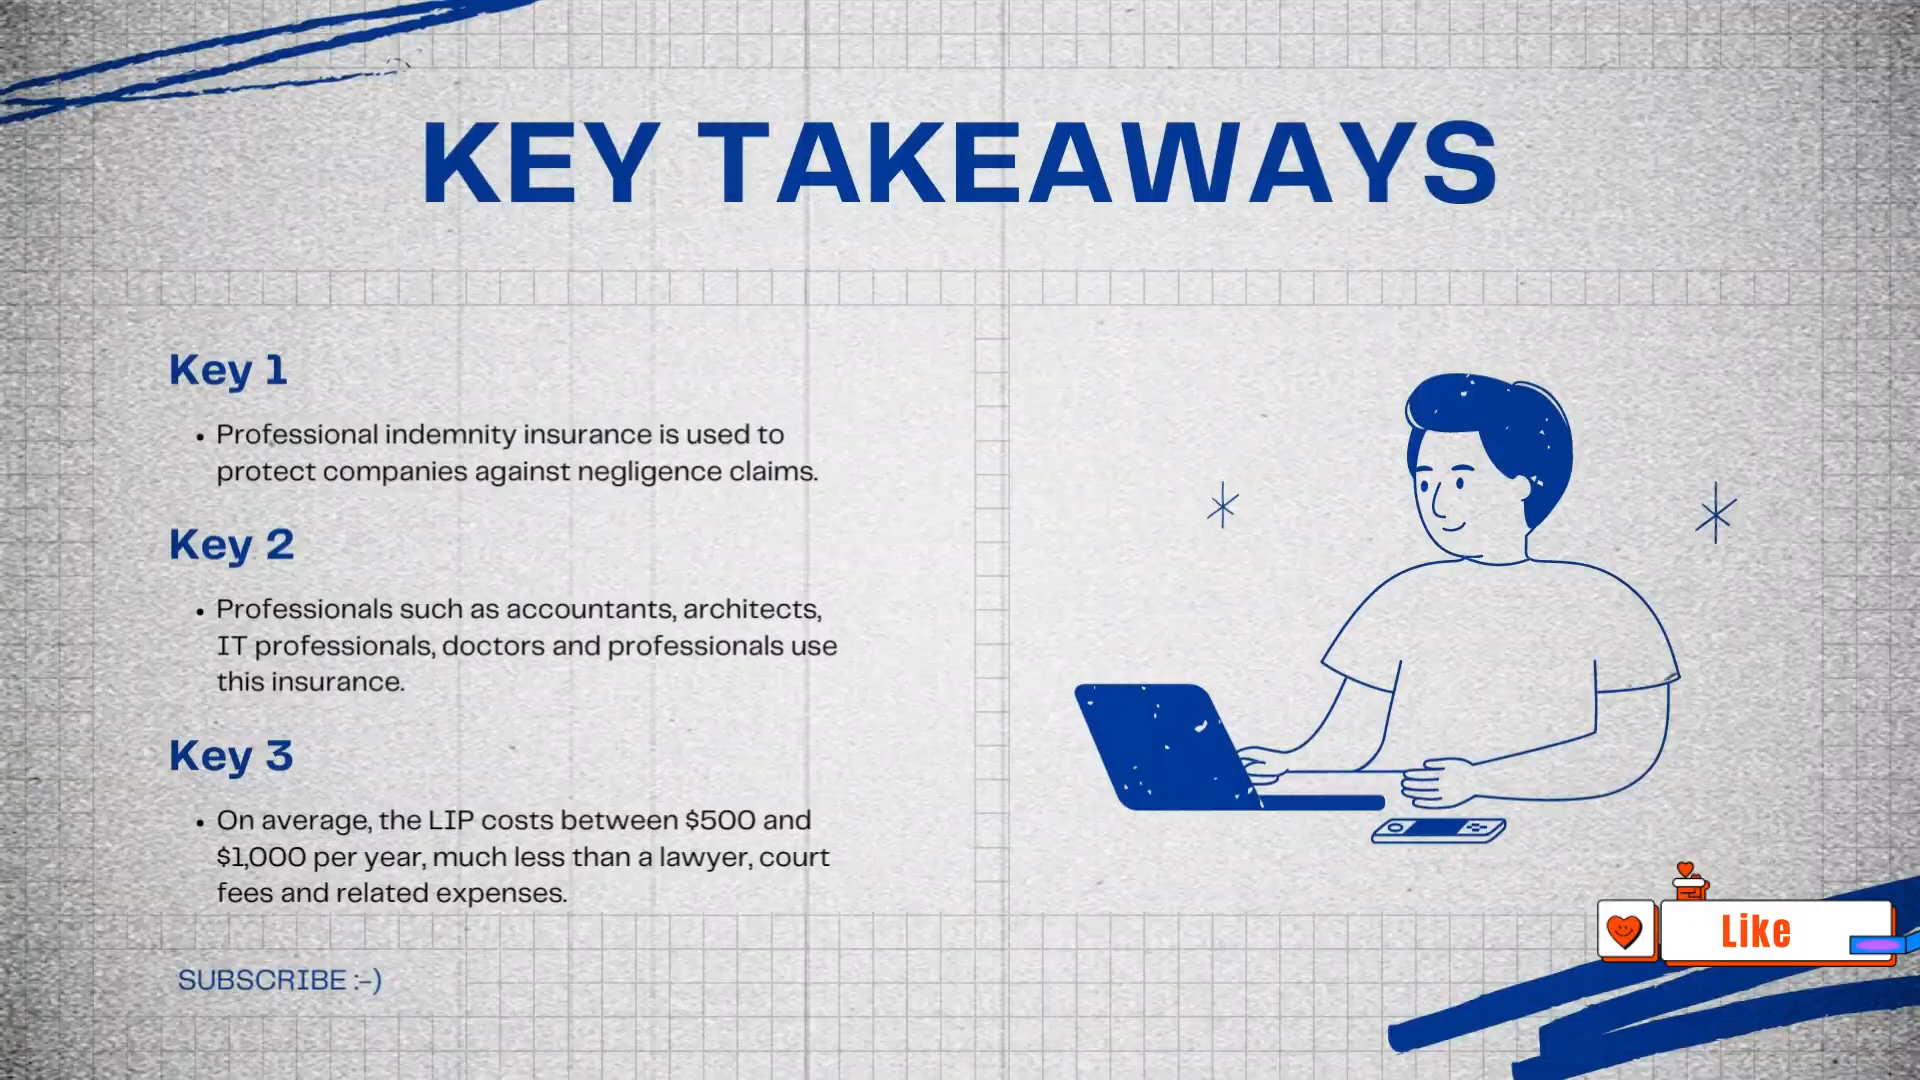 KEY TAKEAWAYS
Key 1
• Professional indemnity insurance is used to
protect companies against negligence claims.
Key 2
• Professionals such as accountants, architects,
IT professionals, doctors and professionals use
this insurance.
Key 3
• On average, the LIP costs between $500 and
$1,000 per year, much less than a lawyer, court
fees and related expenses.
SUBSCRIBE :-)
Like